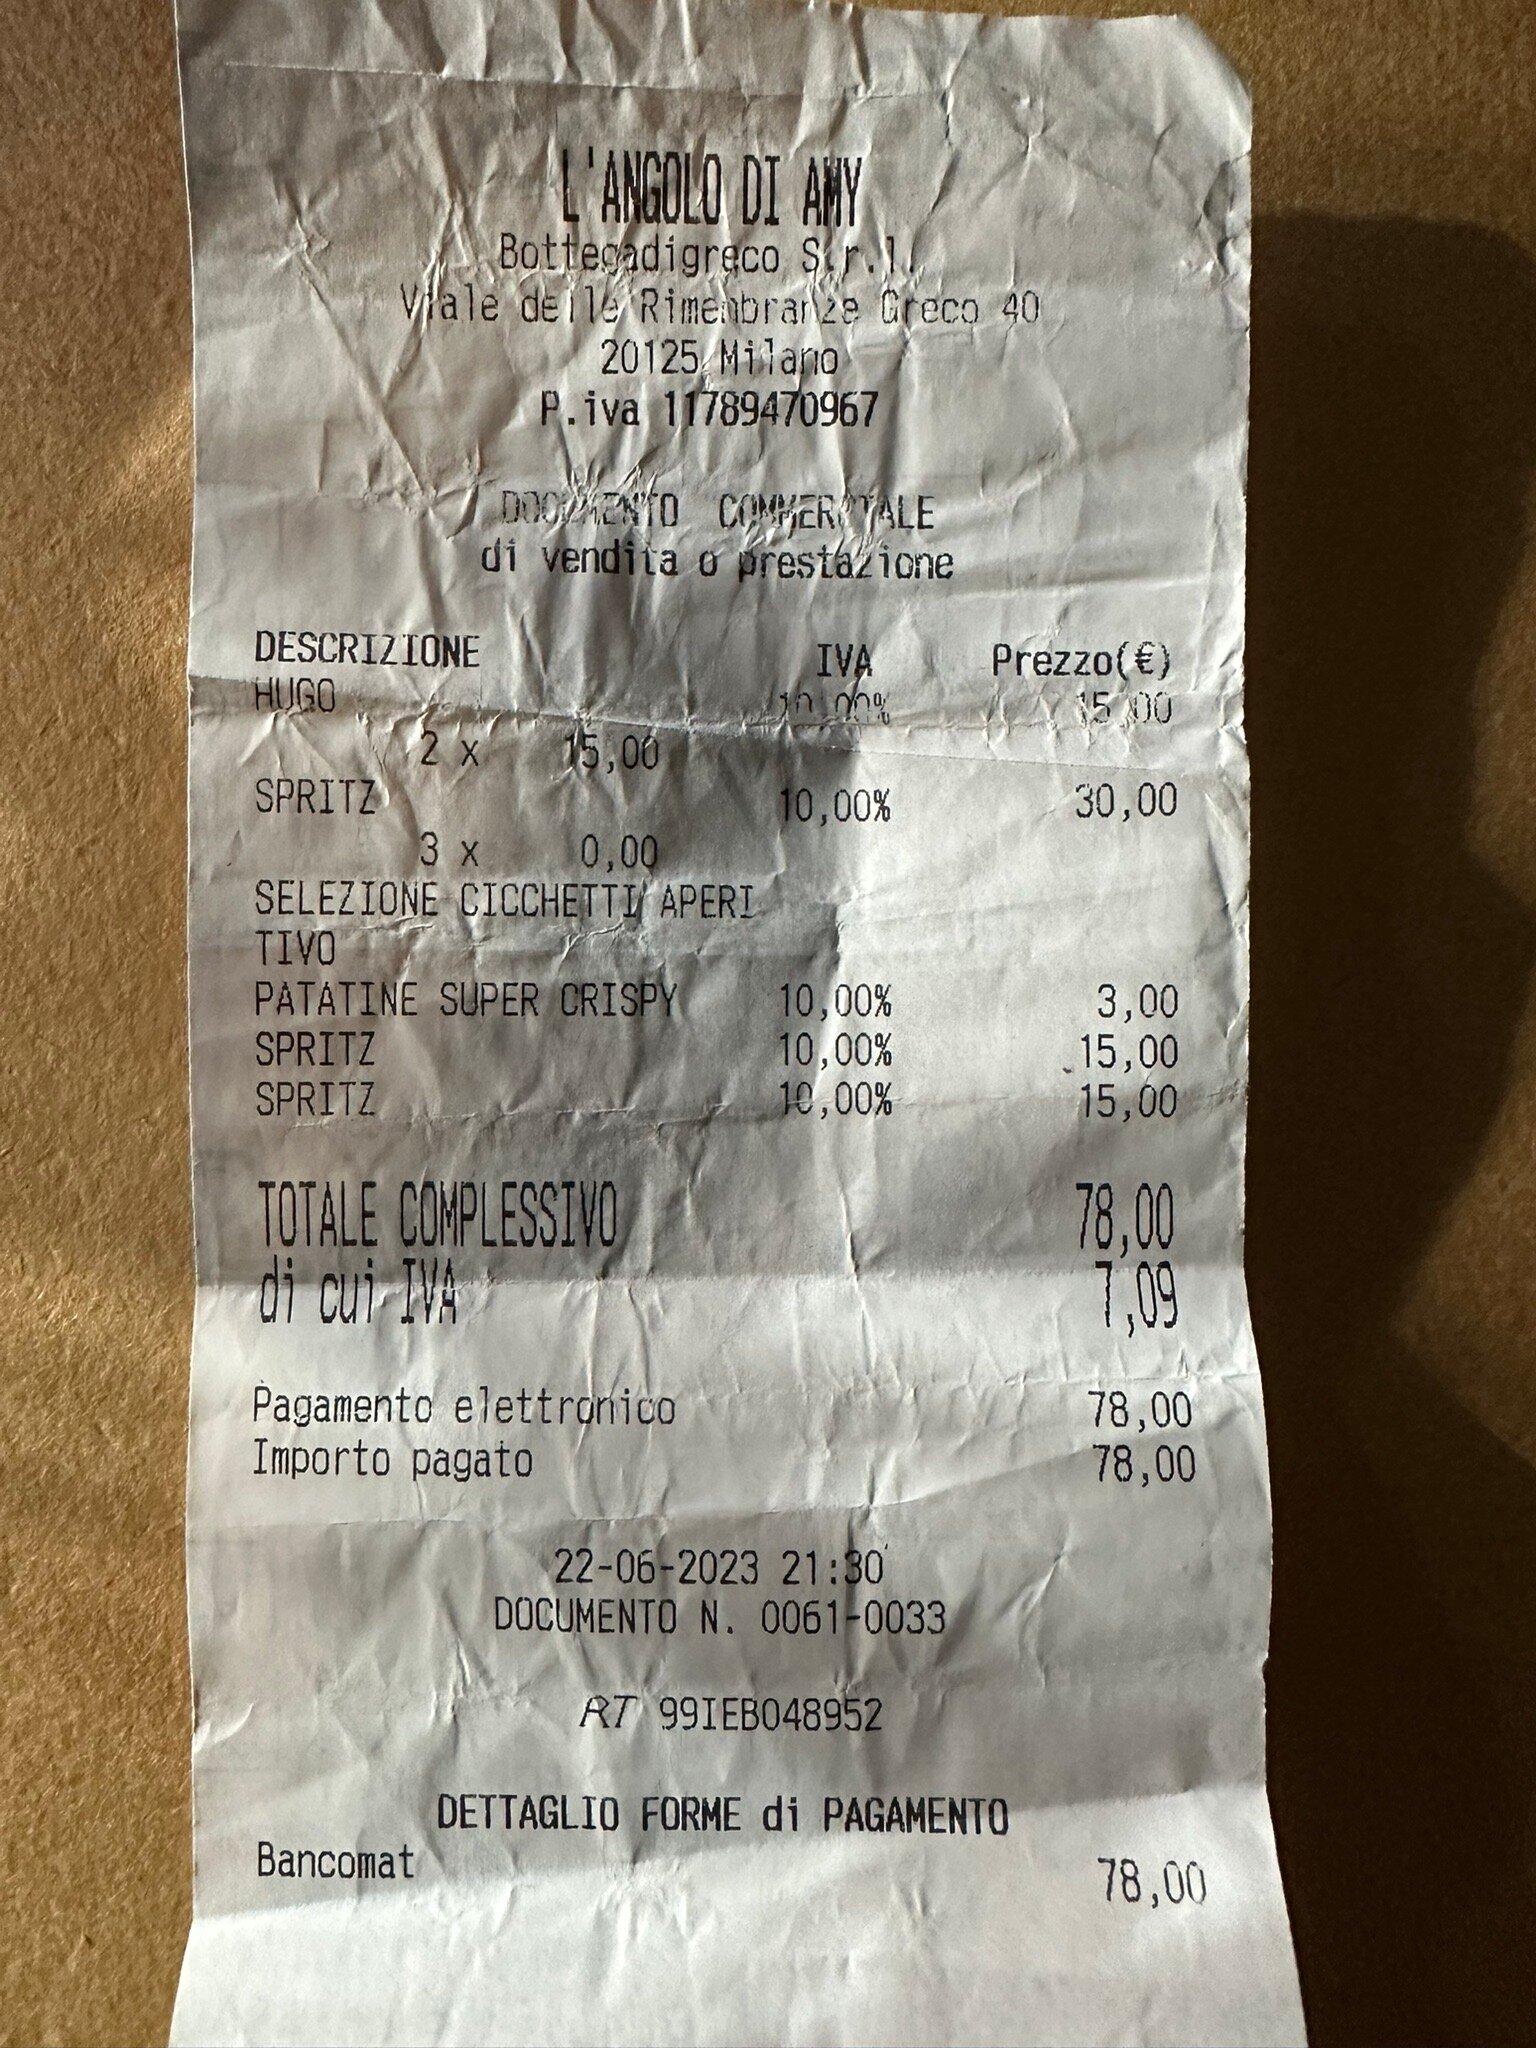 L'ANGOLO DI AMY
Bottegadigreco S.r.l.
Viale delle Rimenbranze Greco 40
20125 Milano
P.iva 11789470967
DOCUMENTO COMMERCIALE
di vendita o prestazione
DESCRIZIONE IVA Prezzo(€)
HUGO 10,00% 15,00
2 x 15,00
SPRITZ 10,00% 30,00
3 x 0,00
SELEZIONE CICCHETTI APERI
TIVO
PATATINE SUPER CRISPY 10,00% 3,00
SPRITZ 10,00% 15,00
SPRITZ 10,00% 15,00
TOTALE COMPLESSIVO 78,00
di cui IVA 7,09
Pagamento elettronico 78,00
Importo pagato 78,00
22-06-2023 21:30
DOCUMENTO N. 0061-0033
RT 99IEB048952
DETTAGLIO FORME di PAGAMENTO
Bancomat 78,00